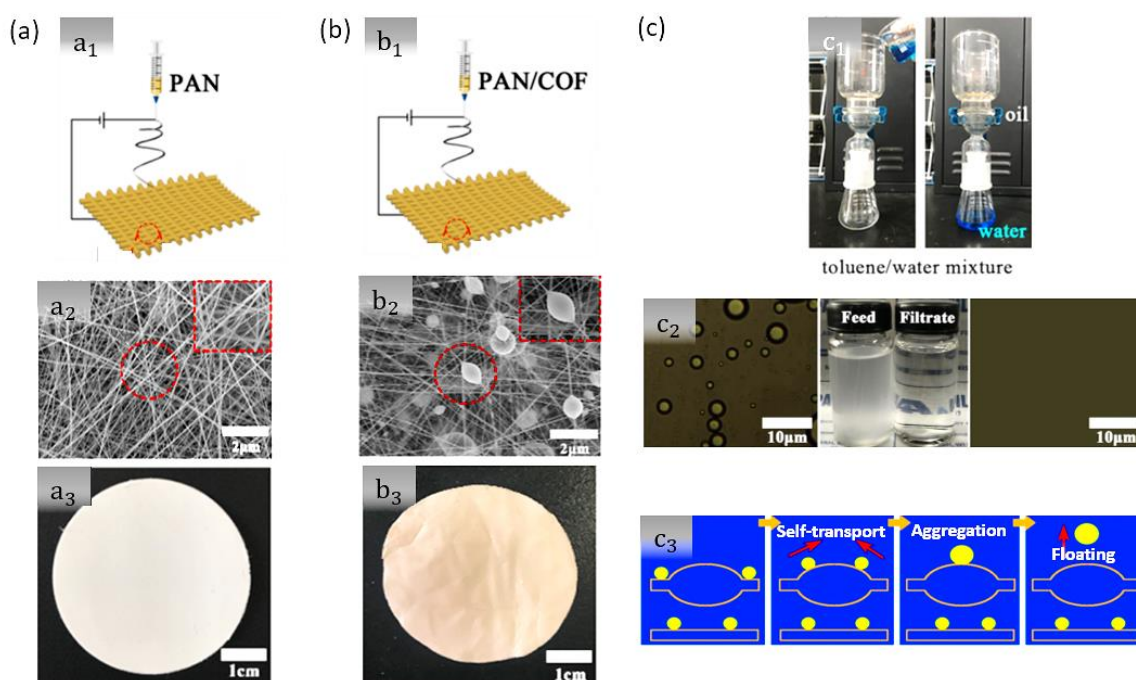 (a)
a1
PAN
a2
2μm
a3
1cm
(b)
b1
PAN/COF
b2
2μm
b3
1cm
(c)
c1
oil
water
toluene/water mixture
c2
10μm
Feed
Filtrate
10μm
c3
Self-transport
Aggregation
Floating